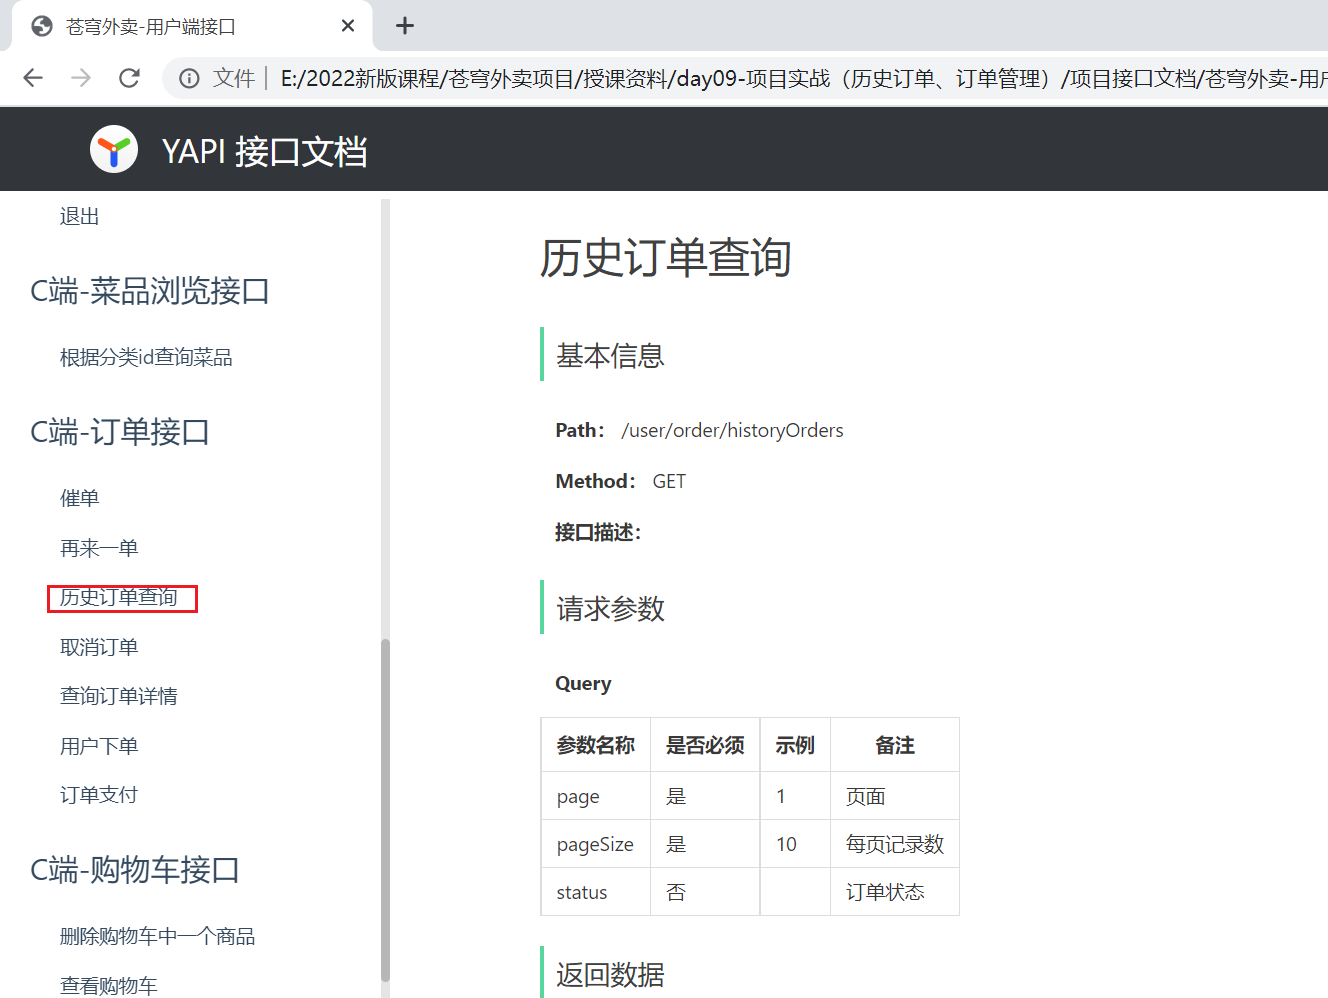 苍穹外卖-用户端接口
文件 E:/2022新版课程/苍穹外卖项目/授课资料/day09-项目实战（历史订单、订单管理）/项目接口文档/苍穹外卖-用户
YAPI 接口文档
退出
C端-菜品浏览接口
根据分类id查询菜品
C端-订单接口
催单
再来一单
历史订单查询
取消订单
查询订单详情
用户下单
订单支付
C端-购物车接口
删除购物车中一个商品
查看购物车
历史订单查询
基本信息
Path： /user/order/historyOrders
Method： GET
接口描述：
请求参数
Query
参数名称 是否必须 示例 备注
page 是 1 页面
pageSize 是 10 每页记录数
status 否 订单状态
返回数据